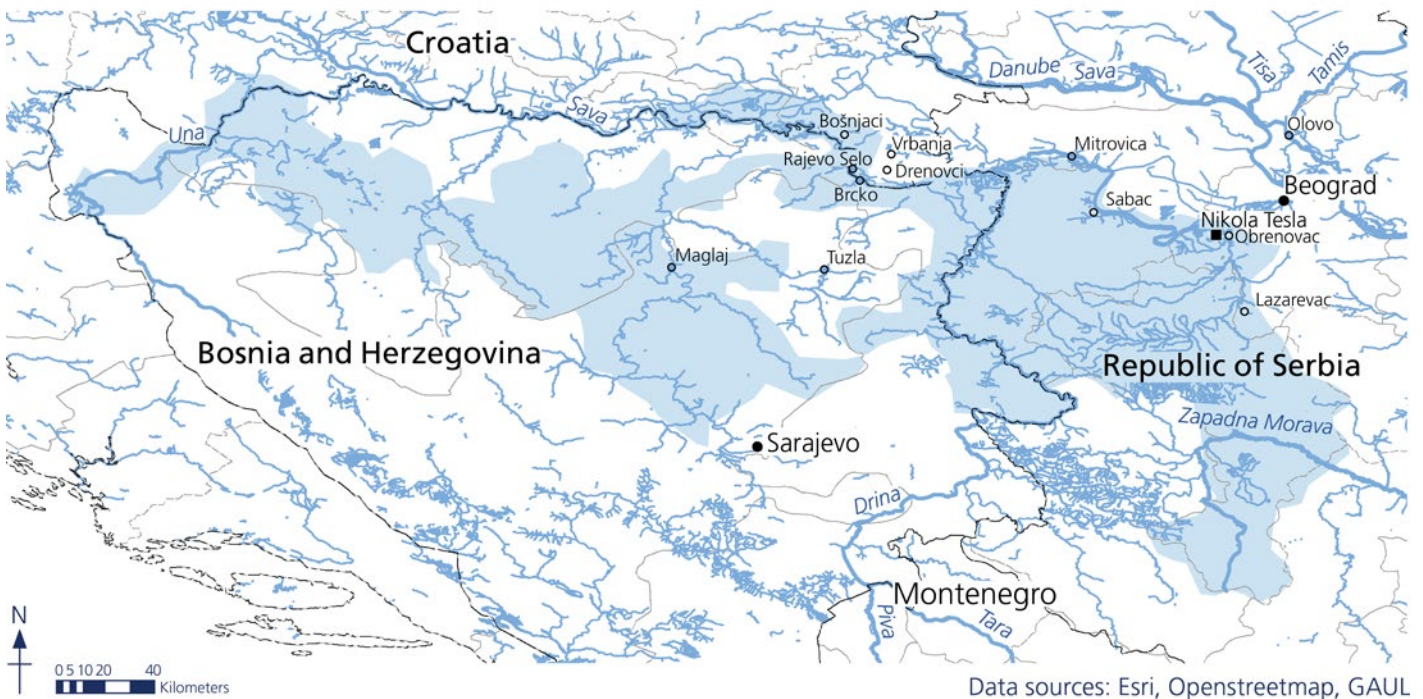 Croatia
Danube
Sava
Tisa
Tamis
Una
Sava
Bošnjaci
Olovo
Vrbanja
Mitrovica
Rajevo Selo
Drenovci
Brcko
Beograd
Sabac
Nikola Tesla
Obrenovac
Maglaj
Tuzla
Lazarevac
Bosnia and Herzegovina
Republic of Serbia
Zapadna Morava
Sarajevo
Drina
Montenegro
Piva
Tara
N
0 5 10 20 40
Kilometers
Data sources: Esri, Openstreetmap, GAUL